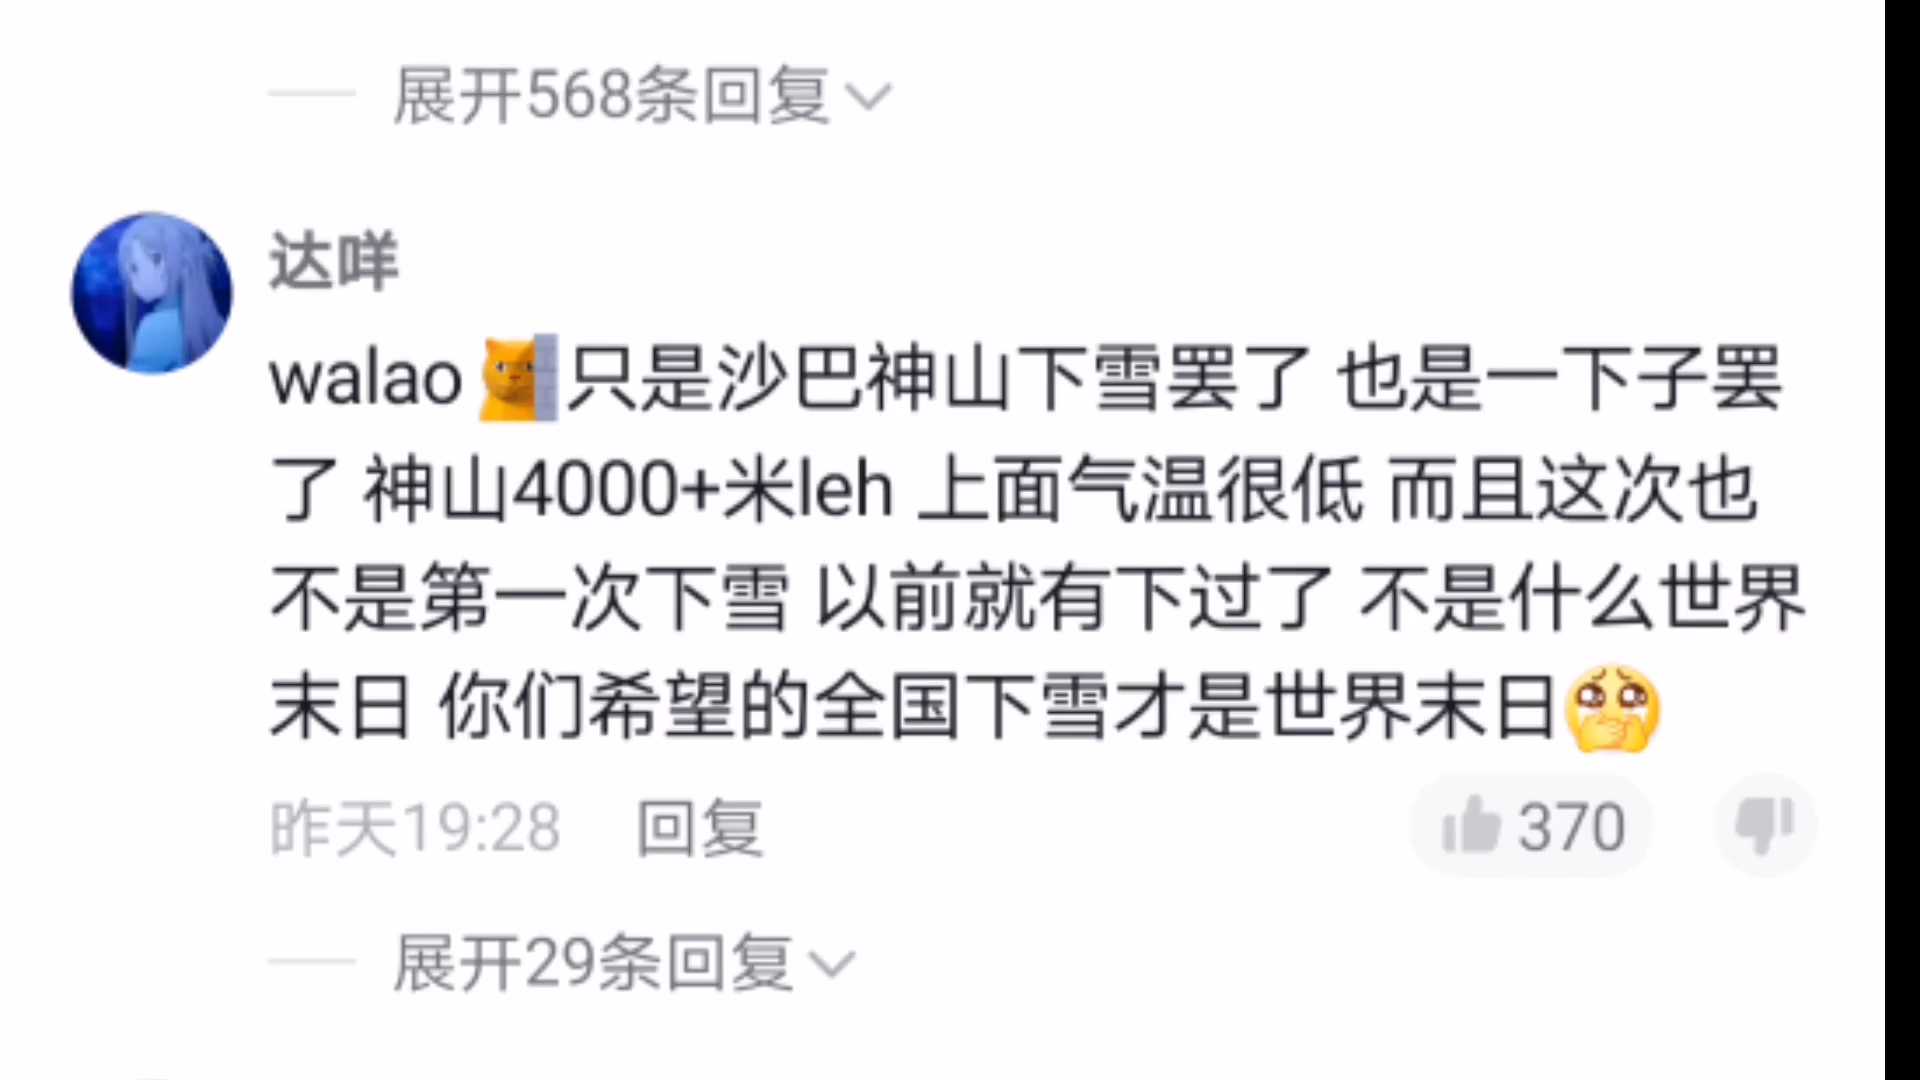 展开568条回复
达咩
walao 只是沙巴神山下雪罢了 也是一下子罢
了 神山4000+米leh 上面气温很低 而且这次也
不是第一次下雪 以前就有下过了 不是什么世界
末日 你们希望的全国下雪才是世界末日
昨天19:28 回复
370
展开29条回复